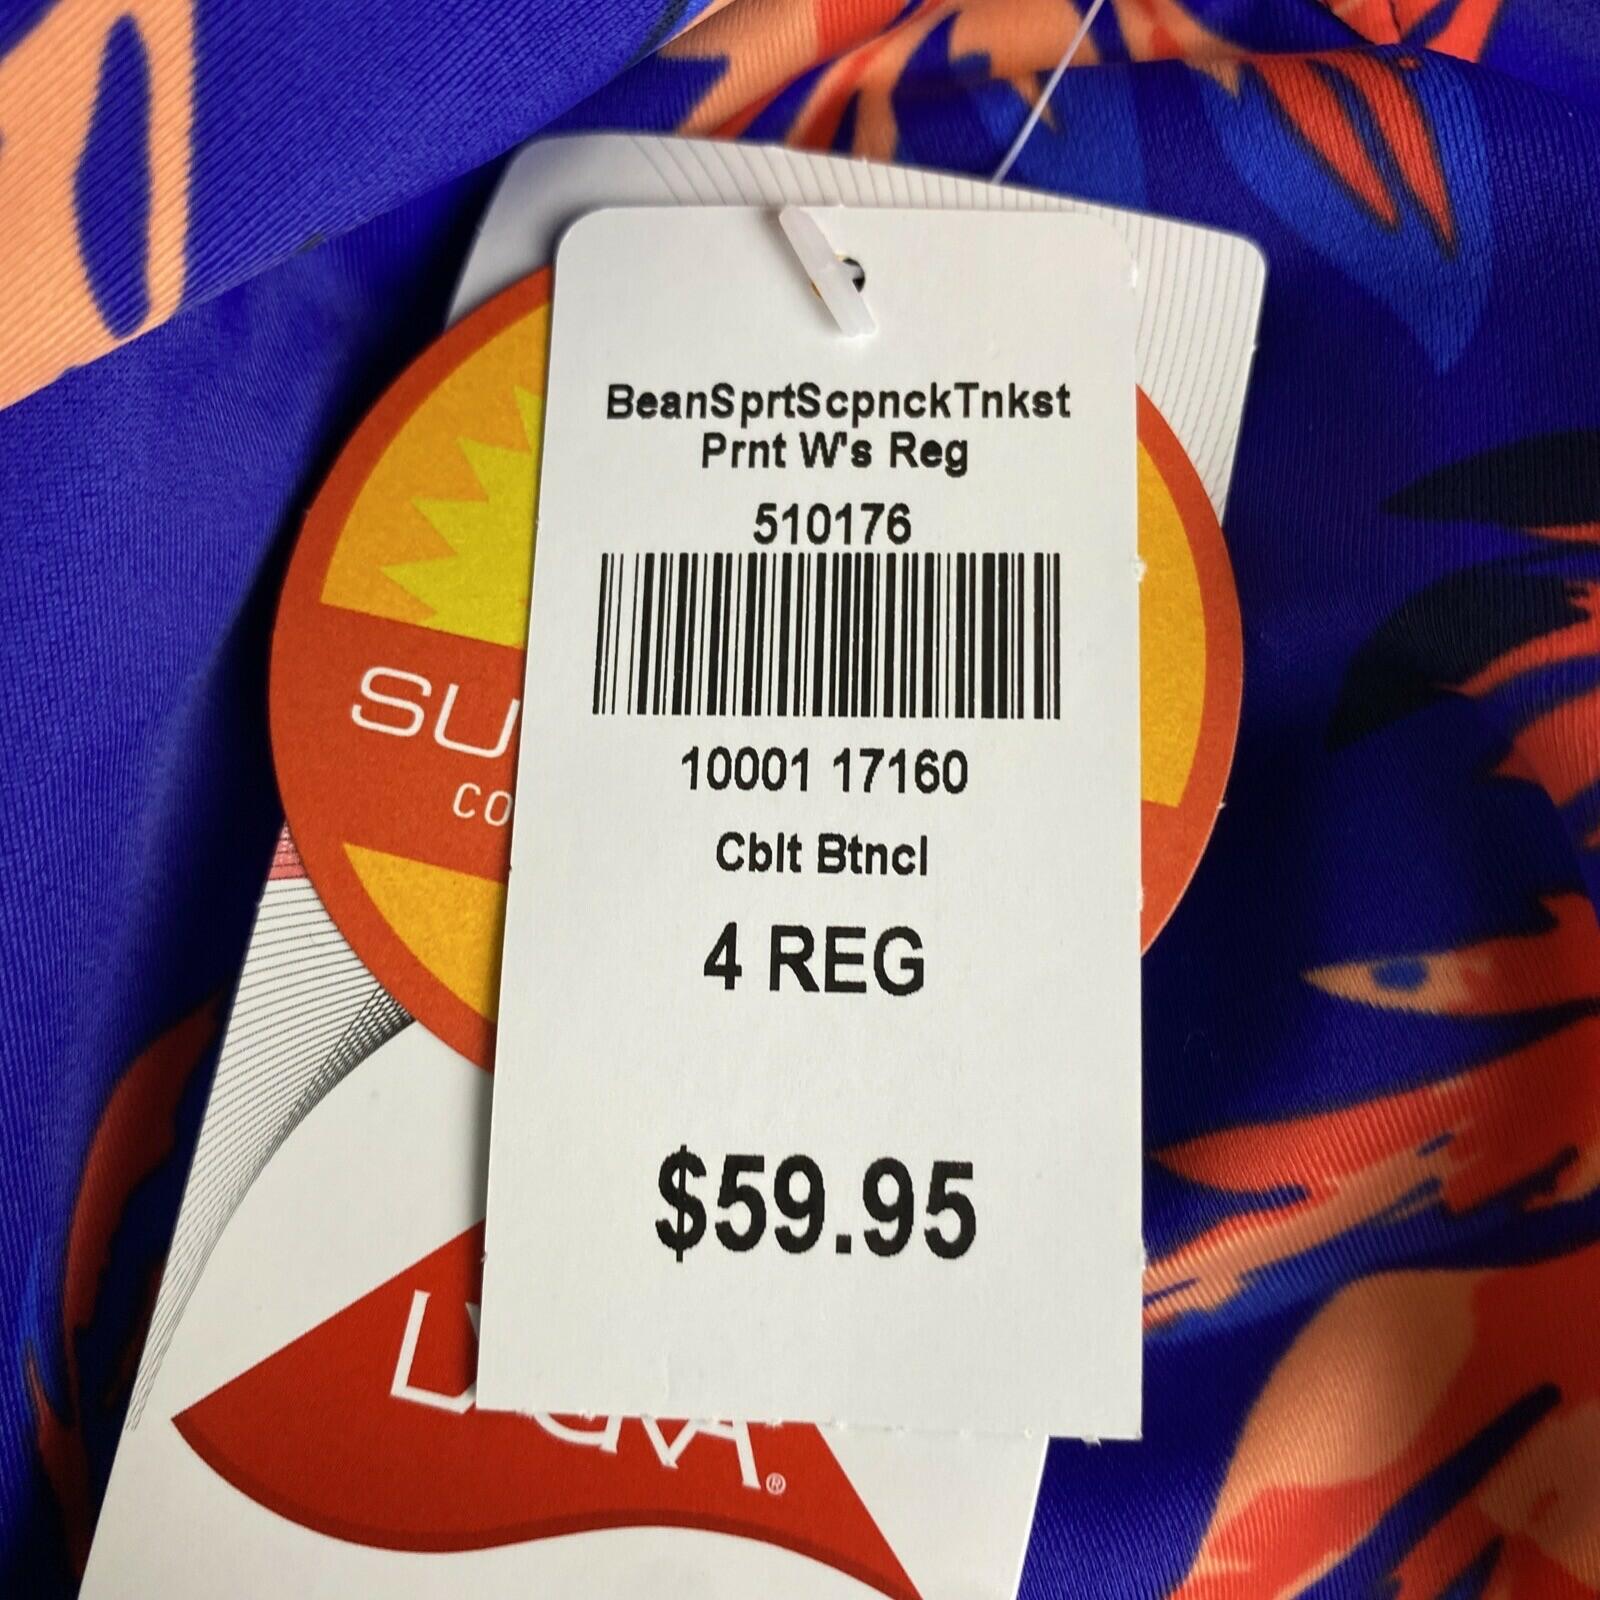 BeanSprtScpnckTnkst
Prnt W's Reg
510176
10001 17160
Cblt Btncl
4 REG
$59.95